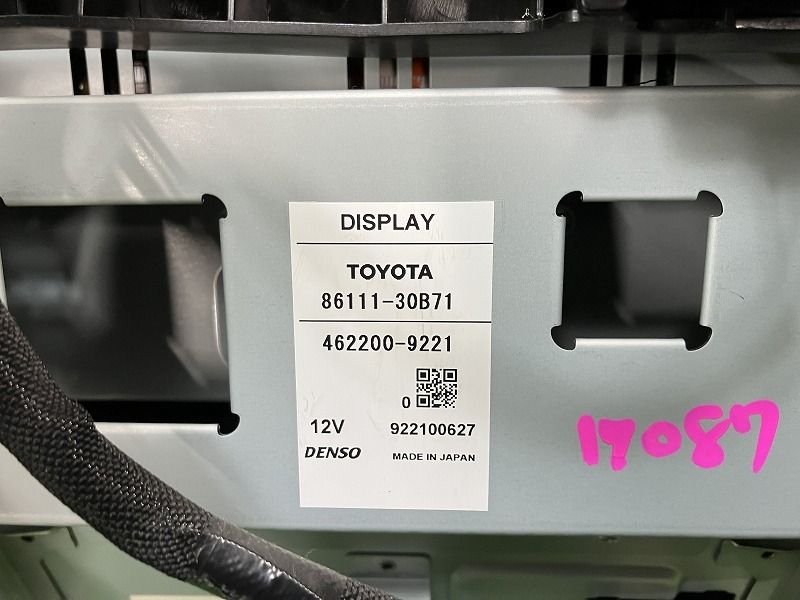 DISPLAY
TOYOTA
86111-30B71
462200-9221
0
12V 922100627
DENSO MADE IN JAPAN
17087